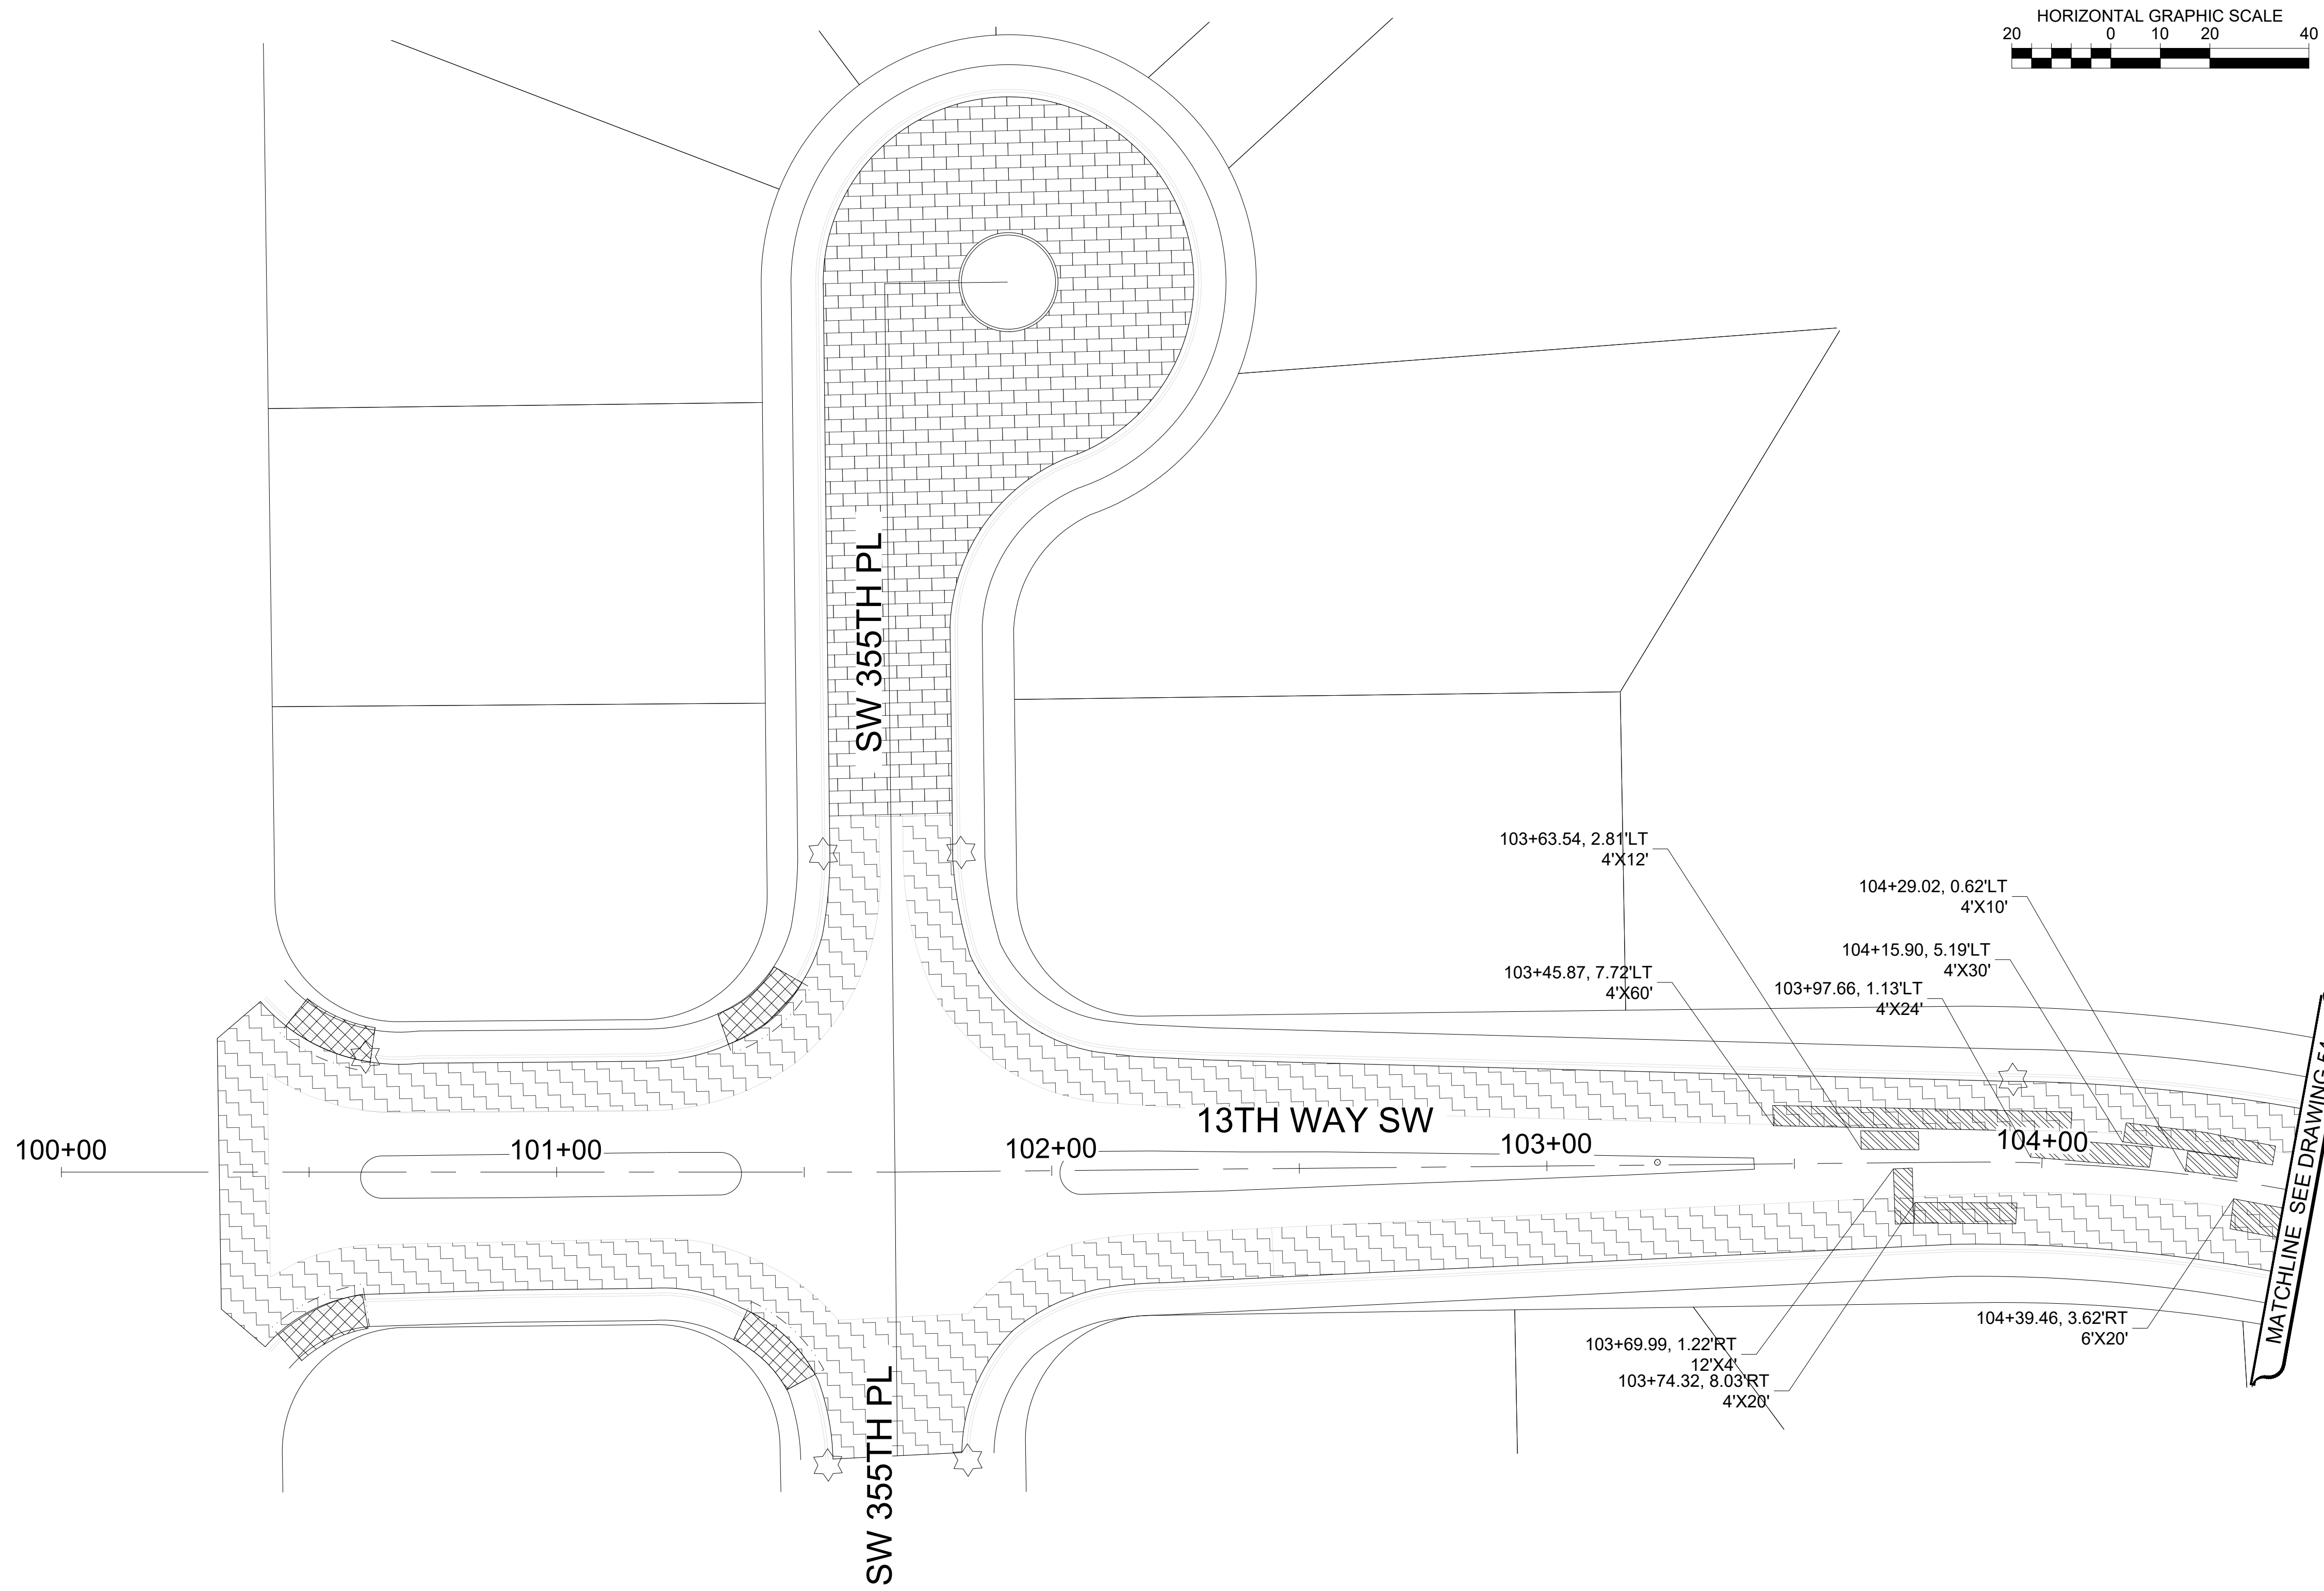 HORIZONTAL GRAPHIC SCALE
20 0 10 20 40
SW 355TH PL
103+63.54, 2.81'LT
4'X12'
104+29.02, 0.62'LT
4'X10'
104+15.90, 5.19'LT
4'X30'
103+45.87, 7.72'LT
4'X60'
103+97.66, 1.13'LT
4'X24'
13TH WAY SW
100+00
101+00
102+00
103+00
104+00
MATCHLINE SEE DRAWING 54
104+39.46, 3.62'RT
6'X20'
103+69.99, 1.22'RT
12'X4'
103+74.32, 8.03'RT
4'X20'
SW 355TH PL